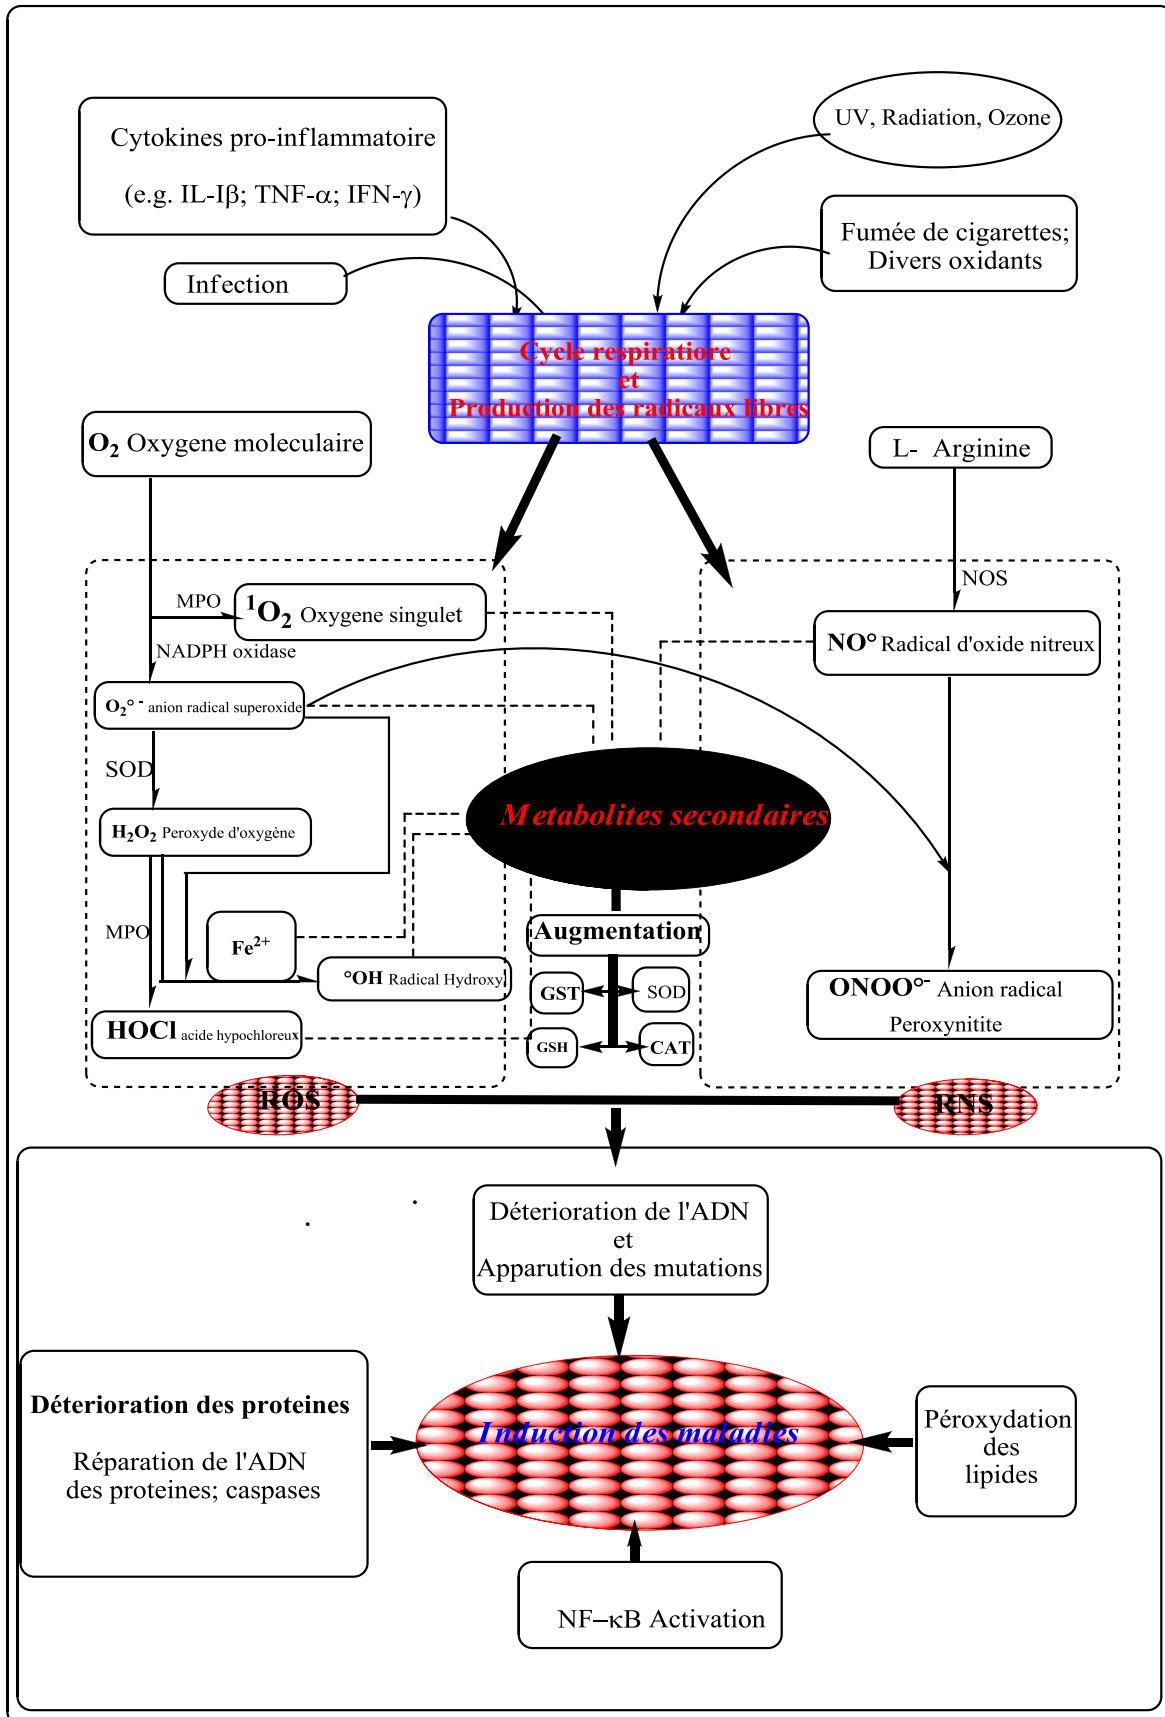 Cytokines pro-inflammatoire
(e.g. IL-Iβ; TNF-α; IFN-γ)
UV, Radiation, Ozone
Fumée de cigarettes;
Divers oxidants
Infection
Cycle respiratiore
et
Production des radicaux libres
O₂ Oxygene moleculaire
L- Arginine
NOS
MPO
¹O₂ Oxygene singulet
NADPH oxidase
NO° Radical d'oxide nitreux
O₂°⁻ anion radical superoxide
SOD
H₂O₂ Peroxyde d'oxygène
Metabolites secondaires
MPO
Fe²⁺
°OH Radical Hydroxy
HOCl acide hypochloreux
Augmentation
GST
SOD
GSH
CAT
ONOO°⁻ Anion radical
Peroxynitite
ROS
RNS
Déterioration de l'ADN
et
Apparution des mutations
Déterioration des proteines
Réparation de l'ADN
des proteines; caspases
Induction des maladies
Péroxydation
des
lipides
NF–κB Activation